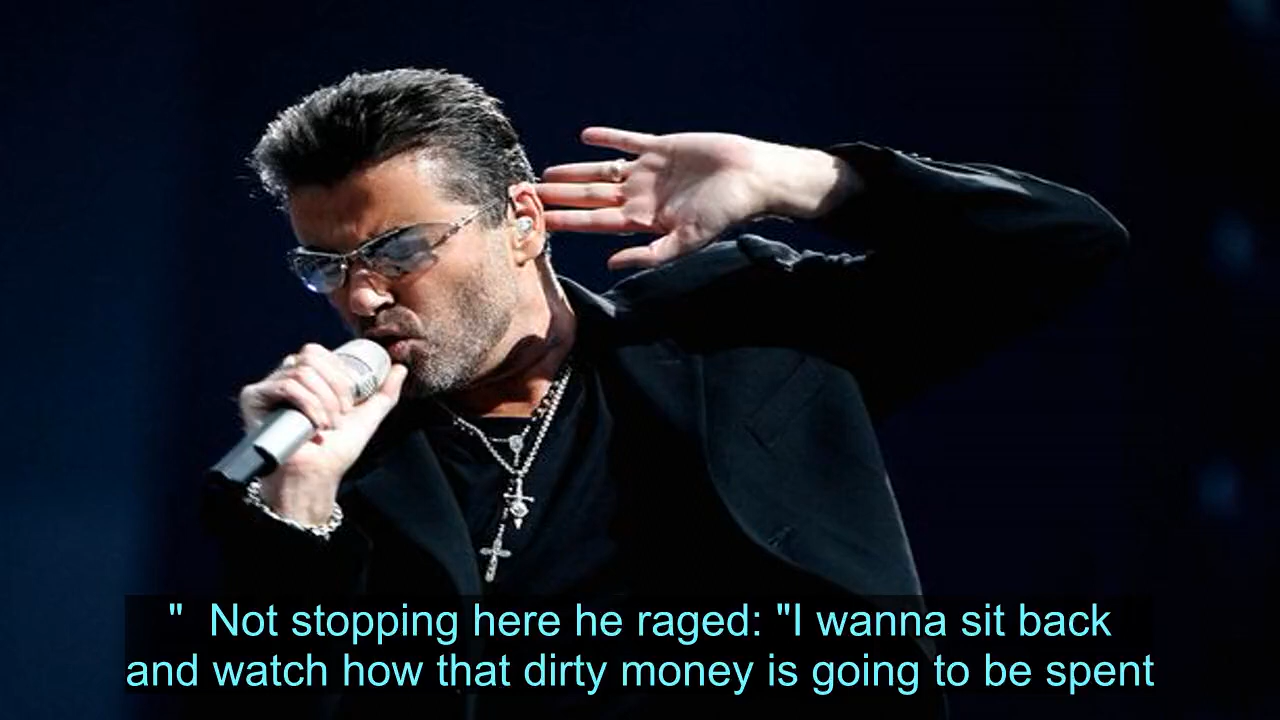 "  Not stopping here he raged: "I wanna sit back
and watch how that dirty money is going to be spent